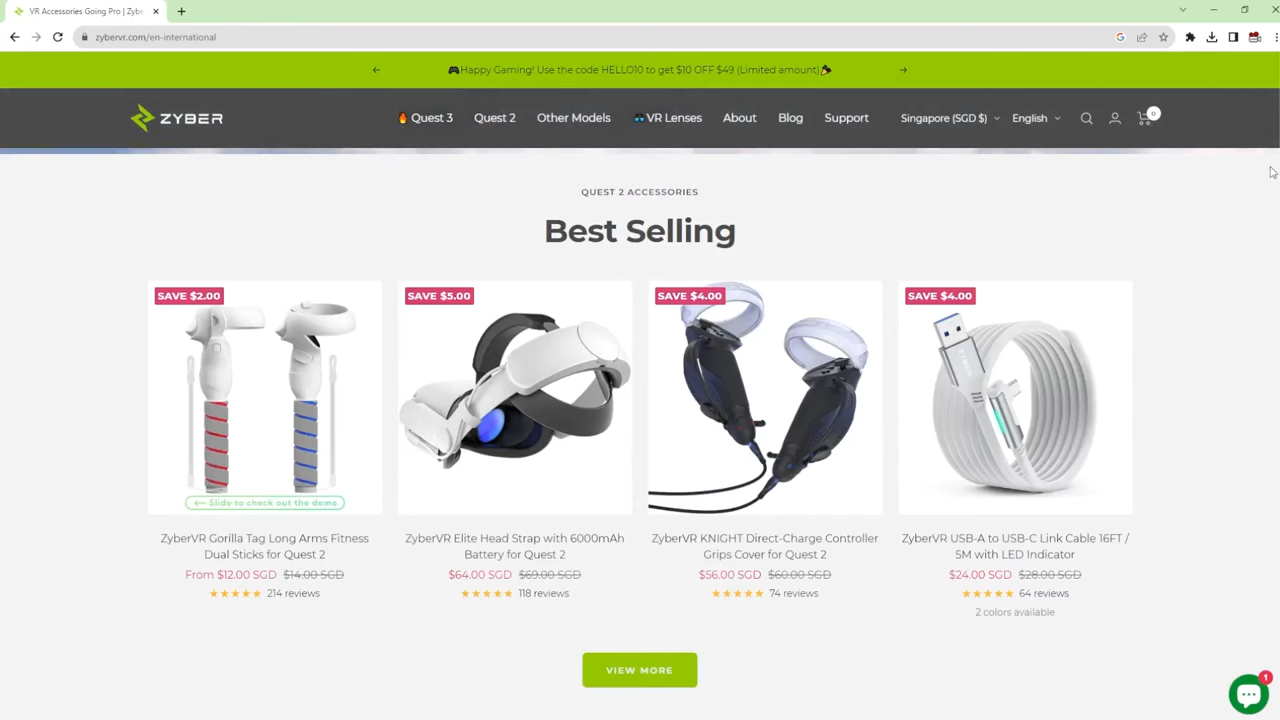 VR Accessories Going Pro | Zybe
zybervr.com/en-international
Happy Gaming! Use the code HELLO10 to get $10 OFF $49 (Limited amount)
ZYBER
Quest 3
Quest 2
Other Models
VR Lenses
About
Blog
Support
Singapore (SGD $)
English
0
QUEST 2 ACCESSORIES
Best Selling
SAVE $2.00
SAVE $5.00
SAVE $4.00
SAVE $4.00
Slide to check out the demo
ZyberVR Gorilla Tag Long Arms Fitness
Dual Sticks for Quest 2
From $12.00 SGD $14.00 SGD
214 reviews
ZyberVR Elite Head Strap with 6000mAh
Battery for Quest 2
$64.00 SGD $69.00 SGD
118 reviews
ZyberVR KNIGHT Direct-Charge Controller
Grips Cover for Quest 2
$56.00 SGD $60.00 SGD
74 reviews
ZyberVR USB-A to USB-C Link Cable 16FT /
5M with LED Indicator
$24.00 SGD $28.00 SGD
64 reviews
2 colors available
VIEW MORE
1